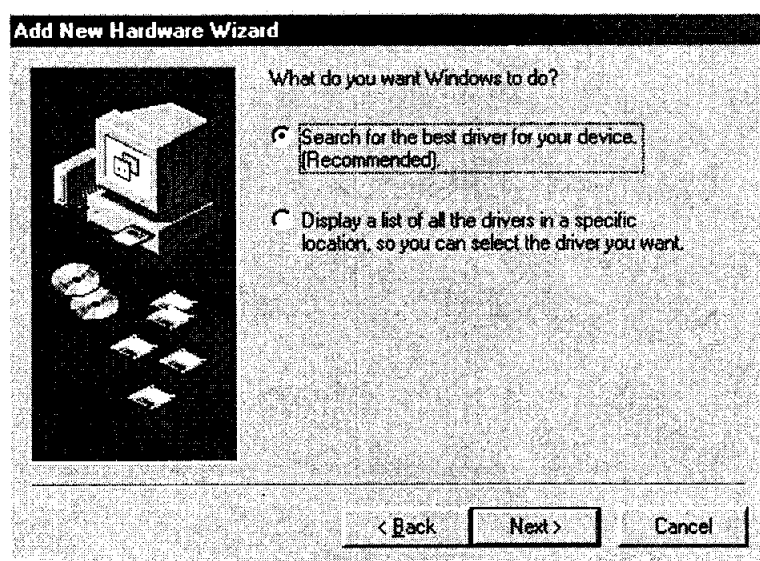 Add New Hardware Wizard
What do you want Windows to do?
Search for the best driver for your device.
(Recommended).
Display a list of all the drivers in a specific
location, so you can select the driver you want.
< Back
Next >
Cancel